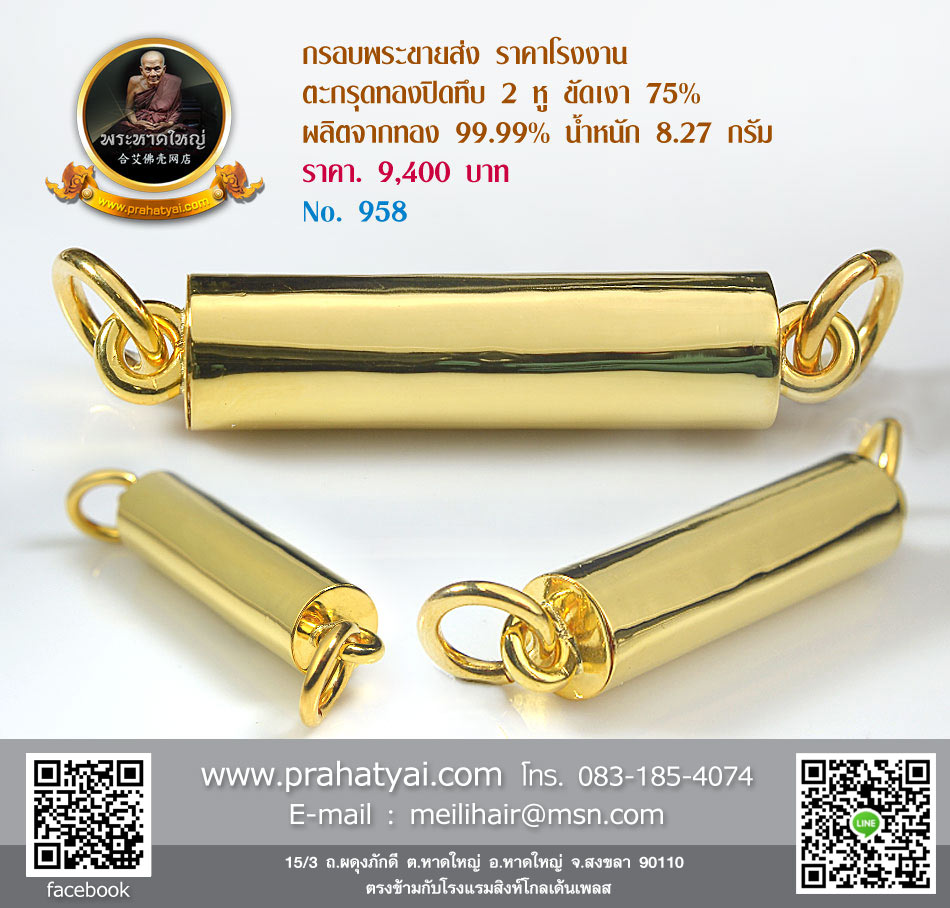 พระหาดใหญ่
合艾佛壳网店
www.prahatyai.com
กรอบพระขายส่ง ราคาโรงงาน
ตะกรุดทองปิดทึบ 2 หู ขัดเงา 75%
ผลิตจากทอง 99.99% น้ำหนัก 8.27 กรัม
ราคา. 9,400 บาท
No. 958
www.prahatyai.com โทร. 083-185-4074
E-mail : meilihair@msn.com
15/3 ถ.ผดุงภักดี ต.หาดใหญ่ อ.หาดใหญ่ จ.สงขลา 90110
ตรงข้ามกับโรงแรมสิงห์โกลเด้นเพลส
facebook
LINE